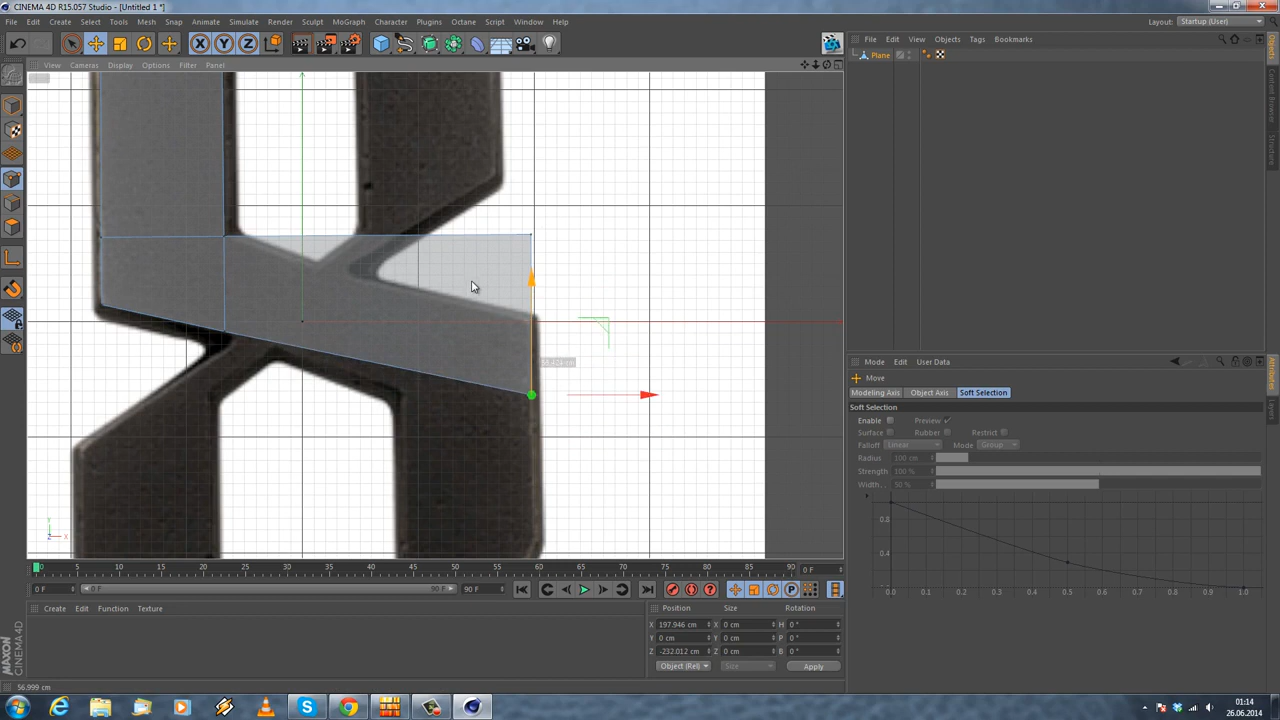 CINEMA 4D R15.057 Studio - [Untitled 1 *]
File Edit Create Select Tools Mesh Snap Animate Simulate Render Sculpt MoGraph Character Plugins Octane Script Window Help
Layout: Startup (User)
X Y Z
View Cameras Display Options Filter Panel
File Edit View Objects Tags Bookmarks
Plane
Objects
Content Browser
Structure
Y
X
Mode Edit User Data
Move
Modeling Axis Object Axis Soft Selection
Soft Selection
Enable Preview
Surface Rubber Restrict
Falloff Linear Mode Group
Radius 100 cm
Strength 100 %
Width . . 50 %
0.8
0.4
0.0 0.1 0.2 0.3 0.4 0.5 0.6 0.7 0.8 0.9 1.0
Attributes
Layers
0 5 10 15 20 25 30 35 40 45 50 55 60 65 70 75 80 85 90 0 F
0 F 0 F 90 F 90 F
Create Edit Function Texture
Position Size Rotation
X 197.946 cm X 0 cm H 0 °
Y 0 cm Y 0 cm P 0 °
Z -232.012 cm Z 0 cm B 0 °
Object (Rel) Size Apply
MAXON CINEMA 4D
56.999 cm
DE
01:14
26.06.2014